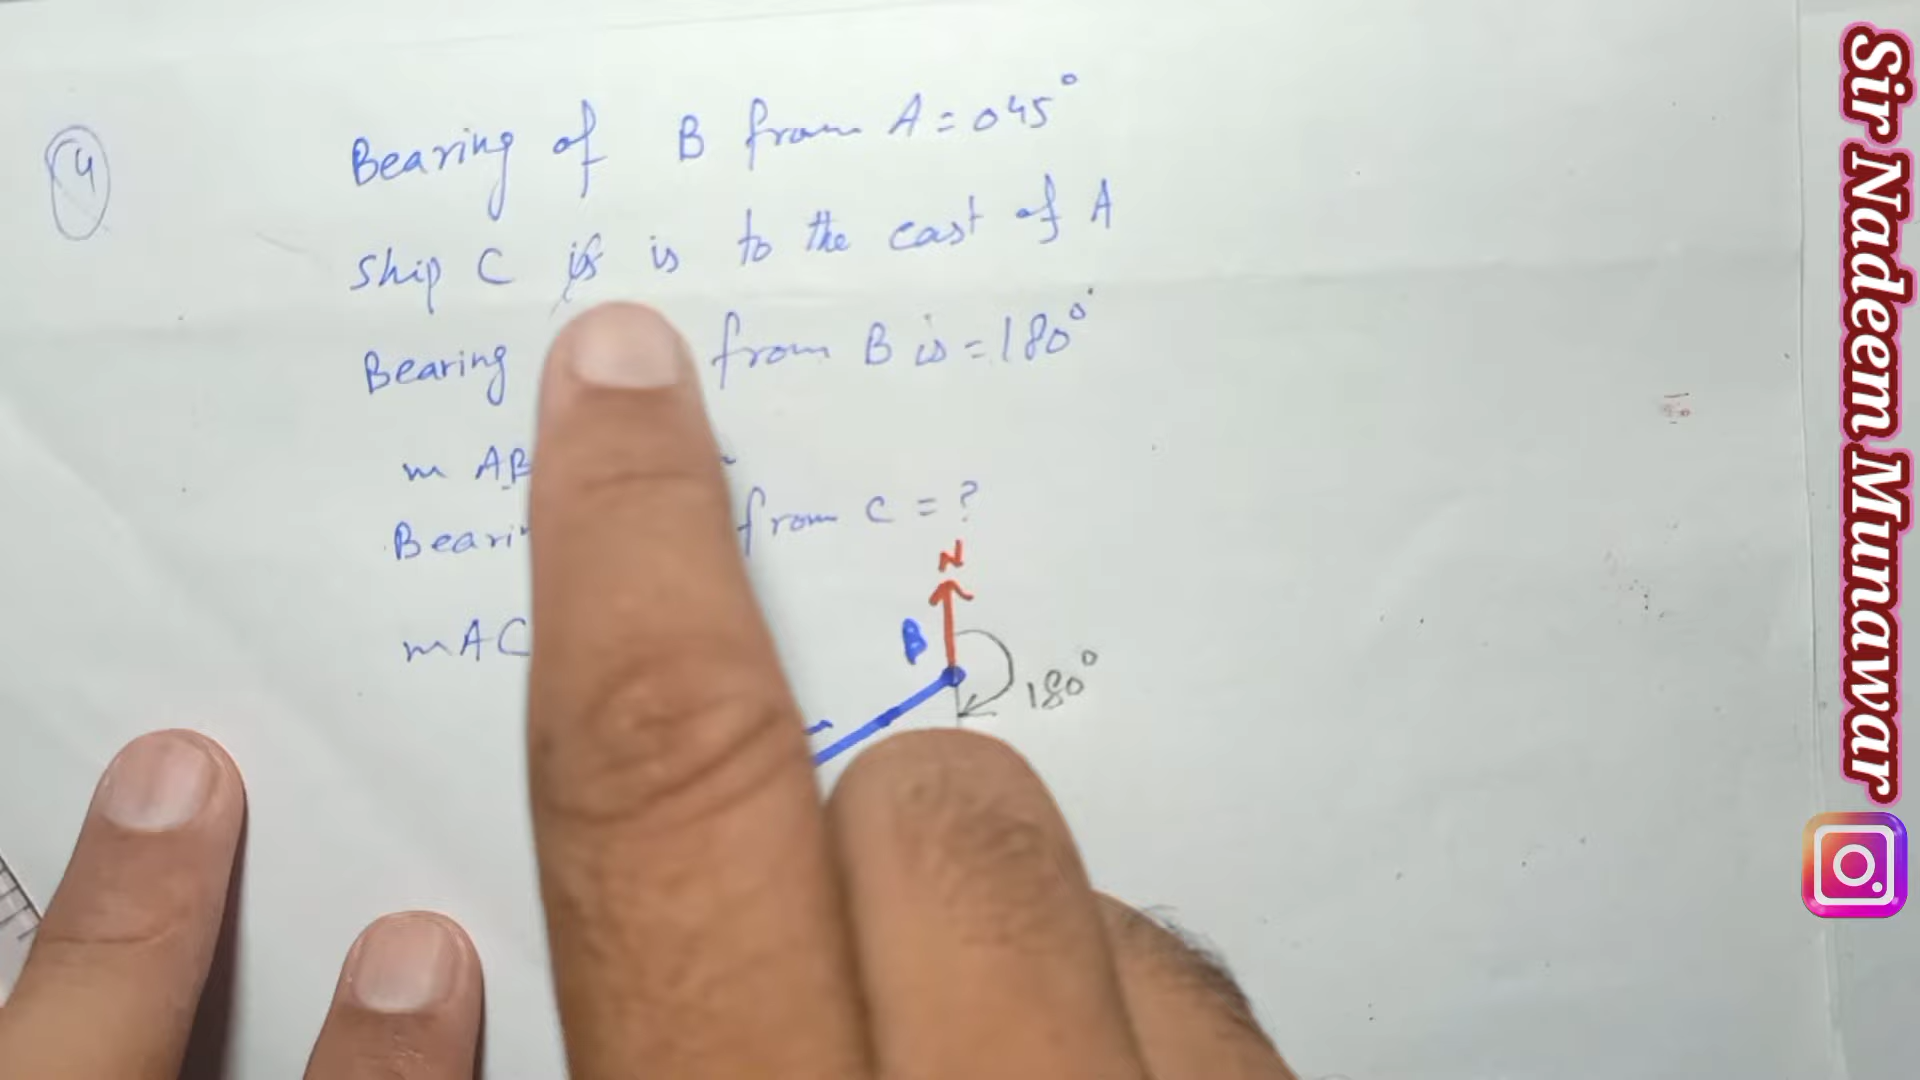 4
Bearing of B from A = 045°
Ship C is is to the east of A
Bearing from B is = 180°
m AB
Bearin from C = ?
m AC
N
B
180°
Sir Nadeem Munawar